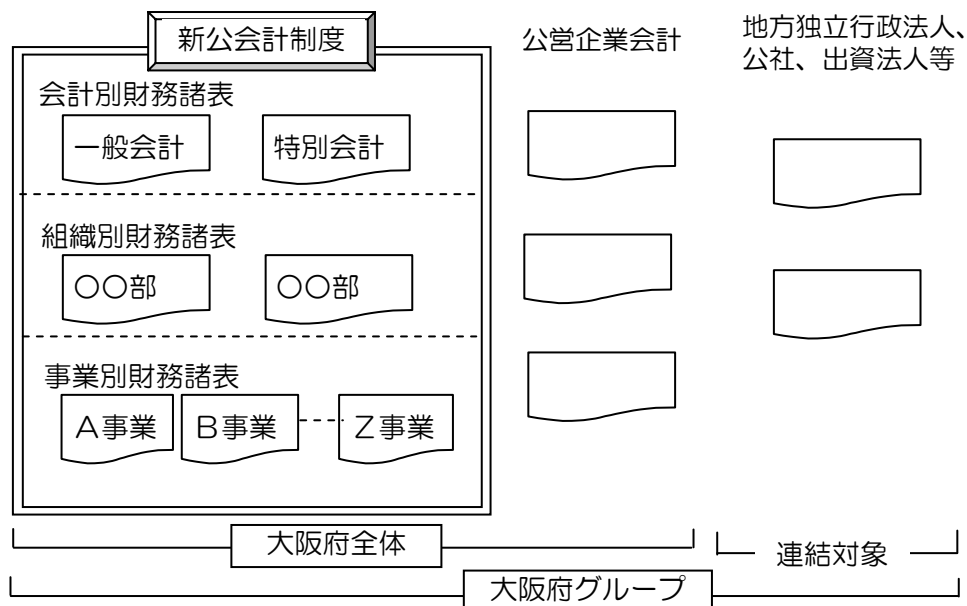 新公会計制度
公営企業会計
地方独立行政法人、
公社、出資法人等
会計別財務諸表
一般会計
特別会計
組織別財務諸表
〇〇部
〇〇部
事業別財務諸表
A事業
B事業
Z事業
大阪府全体
連結対象
大阪府グループ